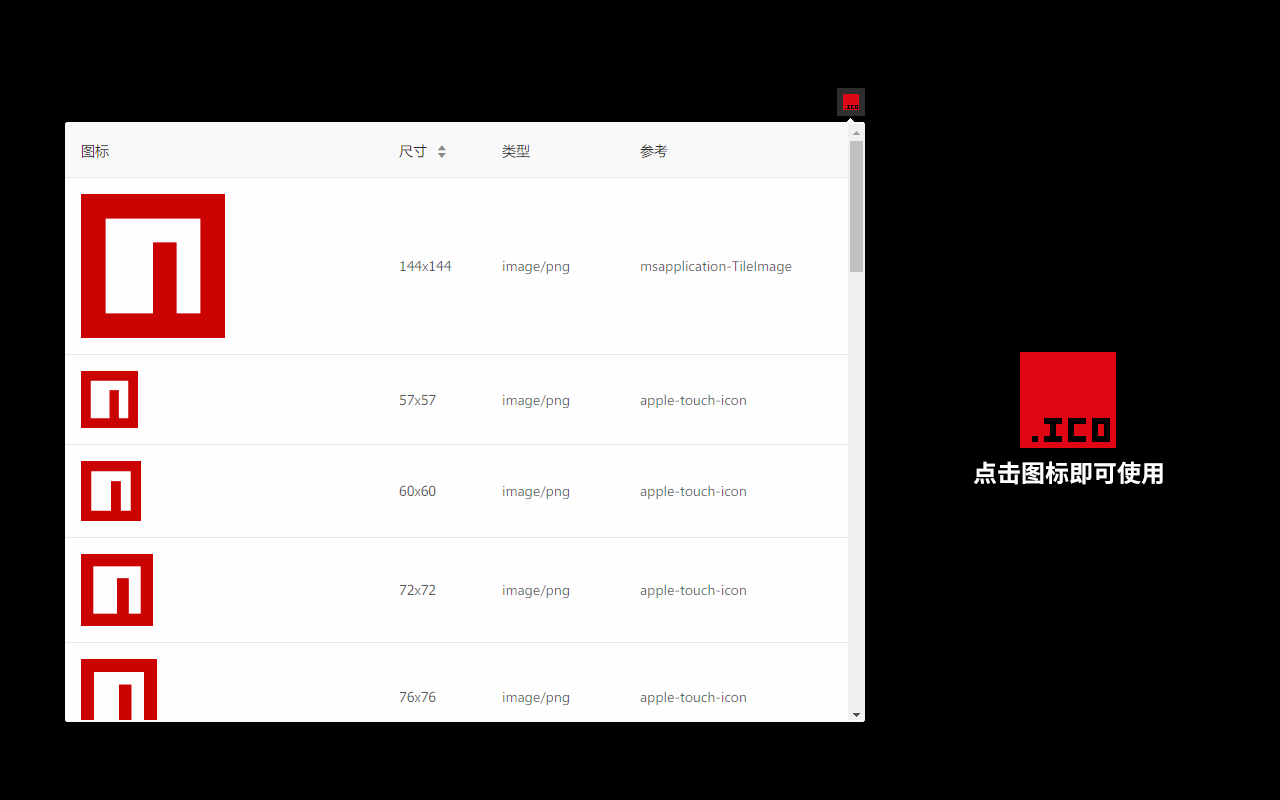 .ICO
图标 尺寸 类型 参考
144x144 image/png msapplication-TileImage
57x57 image/png apple-touch-icon
60x60 image/png apple-touch-icon
72x72 image/png apple-touch-icon
76x76 image/png apple-touch-icon
.ICO
点击图标即可使用